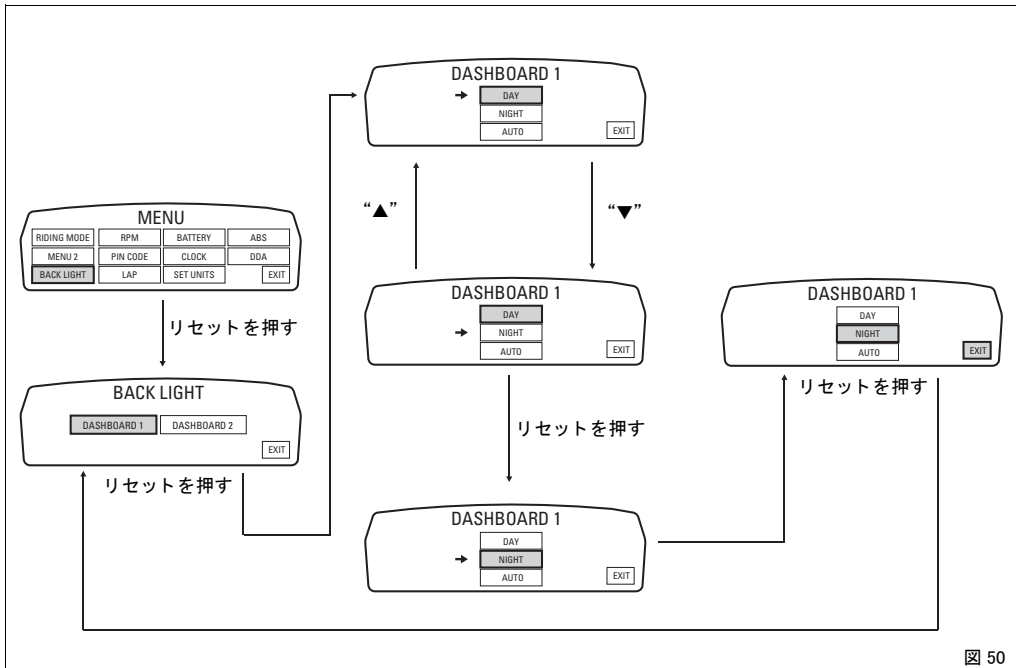 DASHBOARD 1
➔ DAY
NIGHT
AUTO
EXIT
“▲”
“▼”
MENU
RIDING MODE RPM BATTERY ABS
MENU 2 PIN CODE CLOCK DDA
BACK LIGHT LAP SET UNITS EXIT
リセットを押す
BACK LIGHT
DASHBOARD 1 DASHBOARD 2
EXIT
リセットを押す
DASHBOARD 1
DAY
➔ NIGHT
AUTO
EXIT
リセットを押す
DASHBOARD 1
DAY
➔ NIGHT
AUTO
EXIT
DASHBOARD 1
DAY
NIGHT
AUTO
EXIT
リセットを押す
図 50